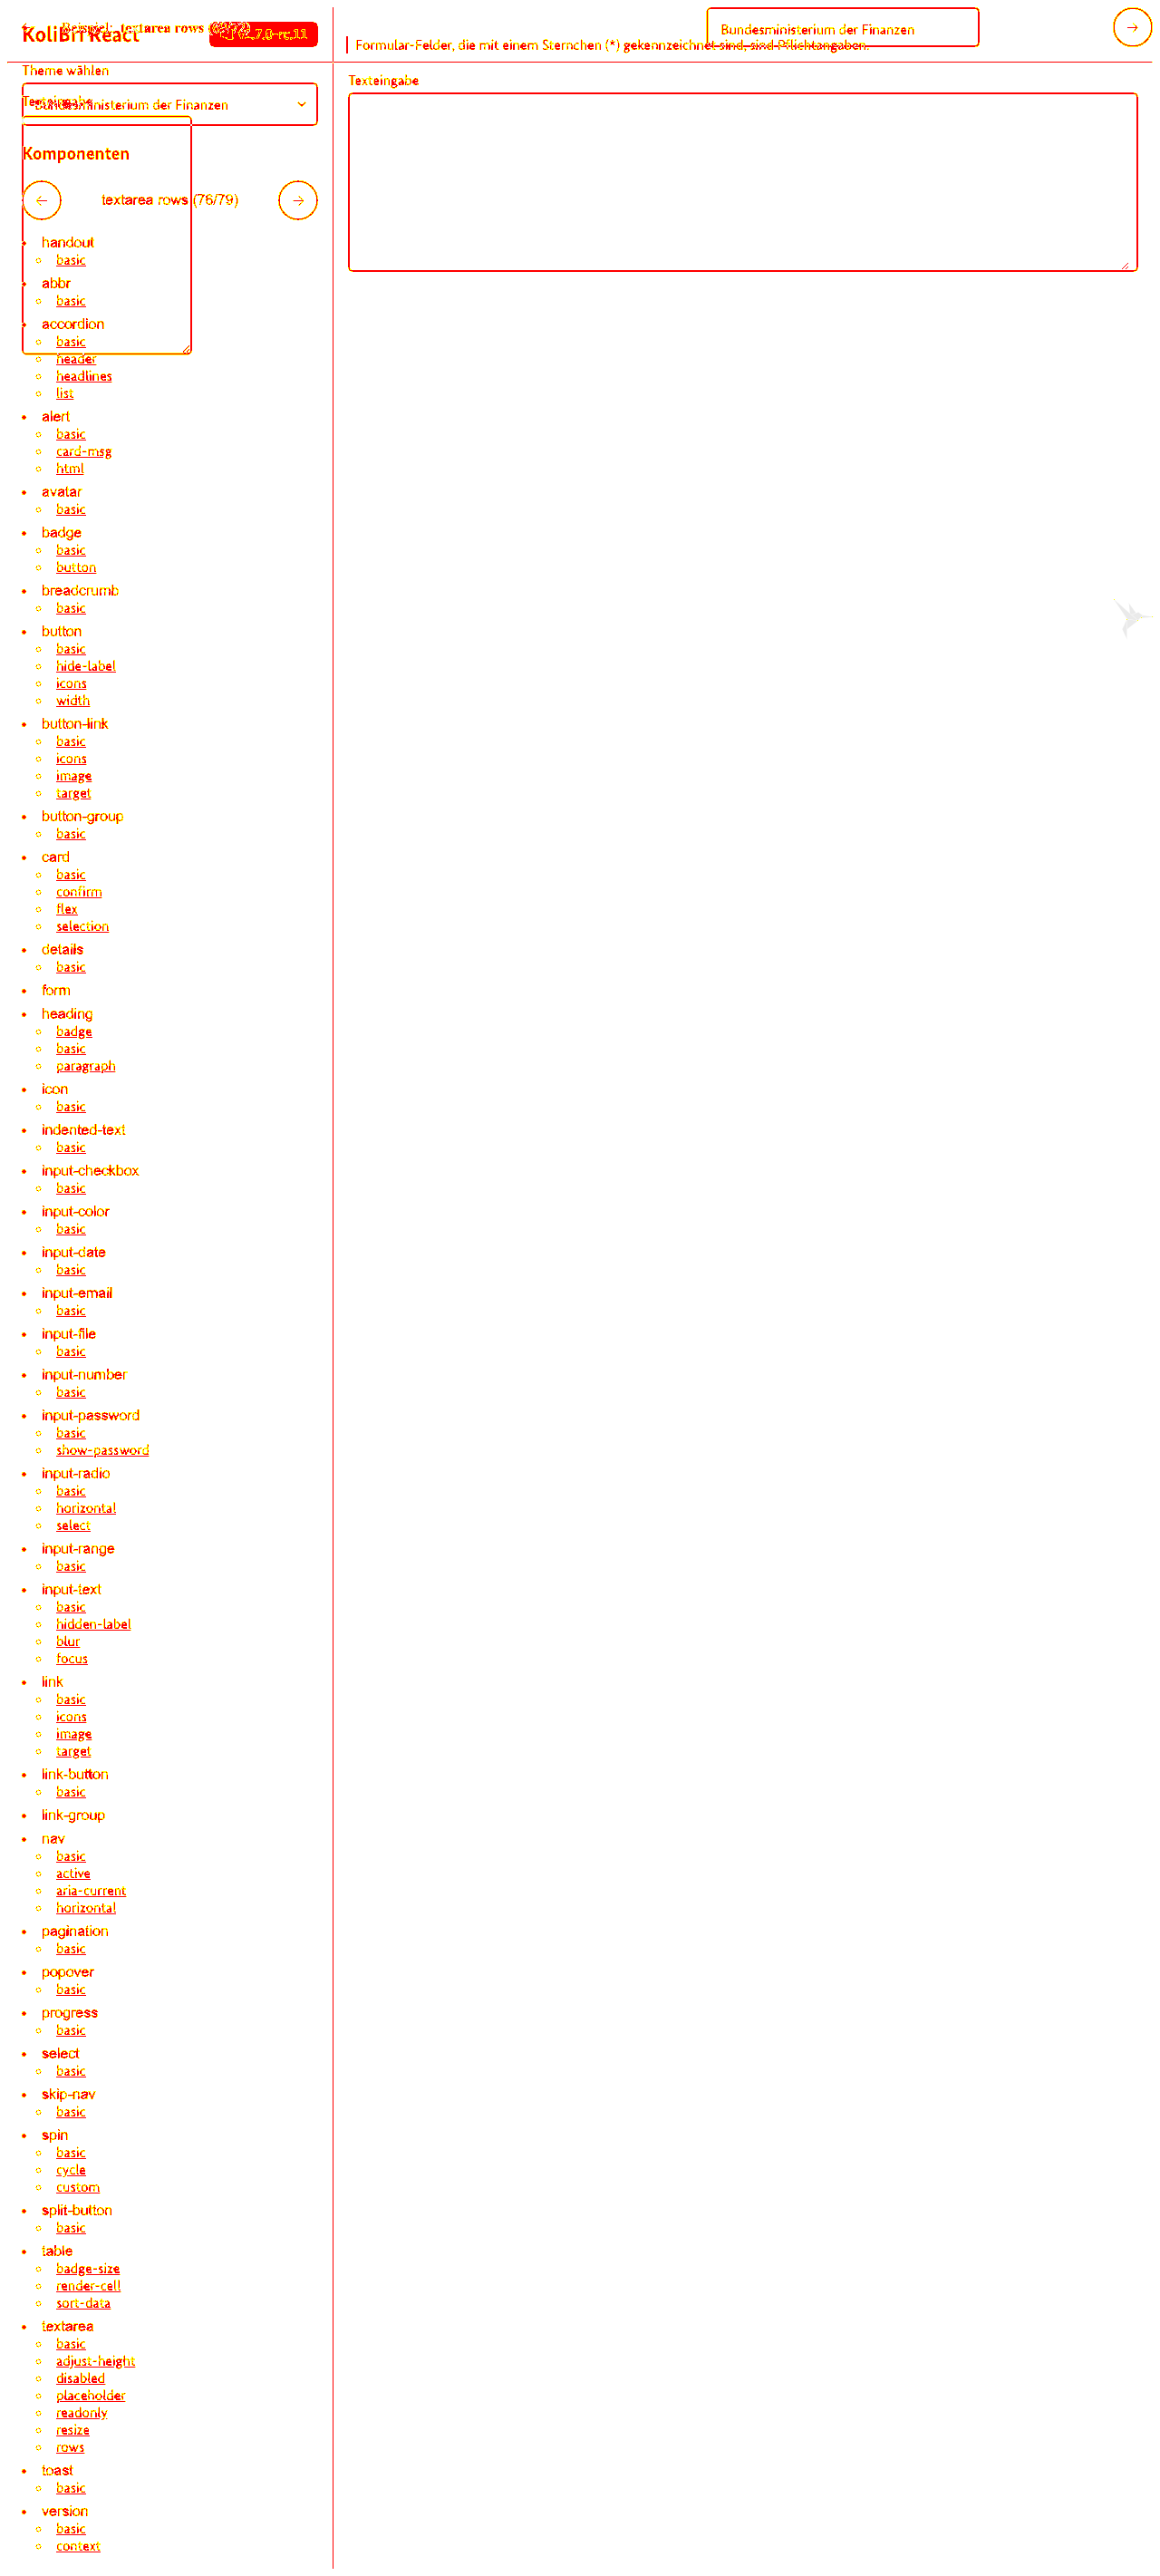 Beispiel: textarea rows
KoliBri React
v2.7.0-rc.11
Bundesministerium der Finanzen
Formular-Felder, die mit einem Sternchen (*) gekennzeichnet sind, sind Pflichtangaben.
Theme wählen
Texteingabe
Texteingabe
Bundesministerium der Finanzen
Komponenten
textarea rows (76/79)
handout
basic
abbr
basic
accordion
basic
header
headlines
list
alert
basic
card-msg
html
avatar
basic
badge
basic
button
breadcrumb
basic
button
basic
hide-label
icons
width
button-link
basic
icons
image
target
button-group
basic
card
basic
confirm
flex
selection
details
basic
form
heading
badge
basic
paragraph
icon
basic
indented-text
basic
input-checkbox
basic
input-color
basic
input-date
basic
input-email
basic
input-file
basic
input-number
basic
input-password
basic
show-password
input-radio
basic
horizontal
select
input-range
basic
input-text
basic
hidden-label
blur
focus
link
basic
icons
image
target
link-button
basic
link-group
nav
basic
active
aria-current
horizontal
pagination
basic
popover
basic
progress
basic
select
basic
skip-nav
basic
spin
basic
cycle
custom
split-button
basic
table
badge-size
render-cell
sort-data
textarea
basic
adjust-height
disabled
placeholder
readonly
resize
rows
toast
basic
version
basic
context